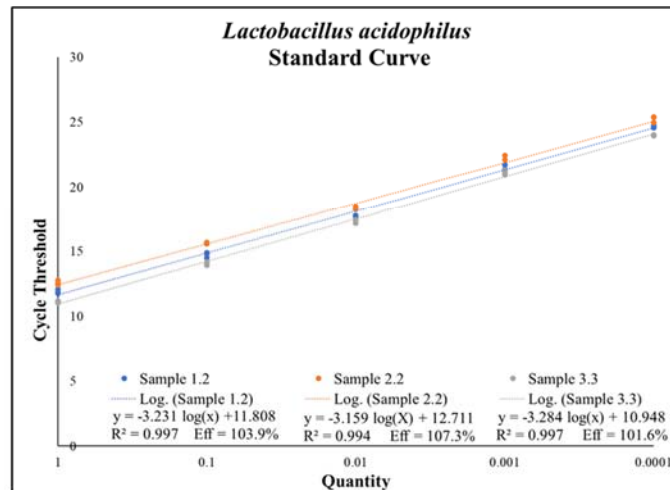 Lactobacillus acidophilus
Standard Curve
30
25
20
15
10
5
0
Cycle Threshold
Sample 1.2 Sample 2.2 Sample 3.3
Log. (Sample 1.2) Log. (Sample 2.2) Log. (Sample 3.3)
y = -3.231 log(x) +11.808 y = -3.159 log(X) + 12.711 y = -3.284 log(x) + 10.948
R² = 0.997 Eff = 103.9% R² = 0.994 Eff = 107.3% R² = 0.997 Eff = 101.6%
1 0.1 0.01 0.001 0.0001
Quantity